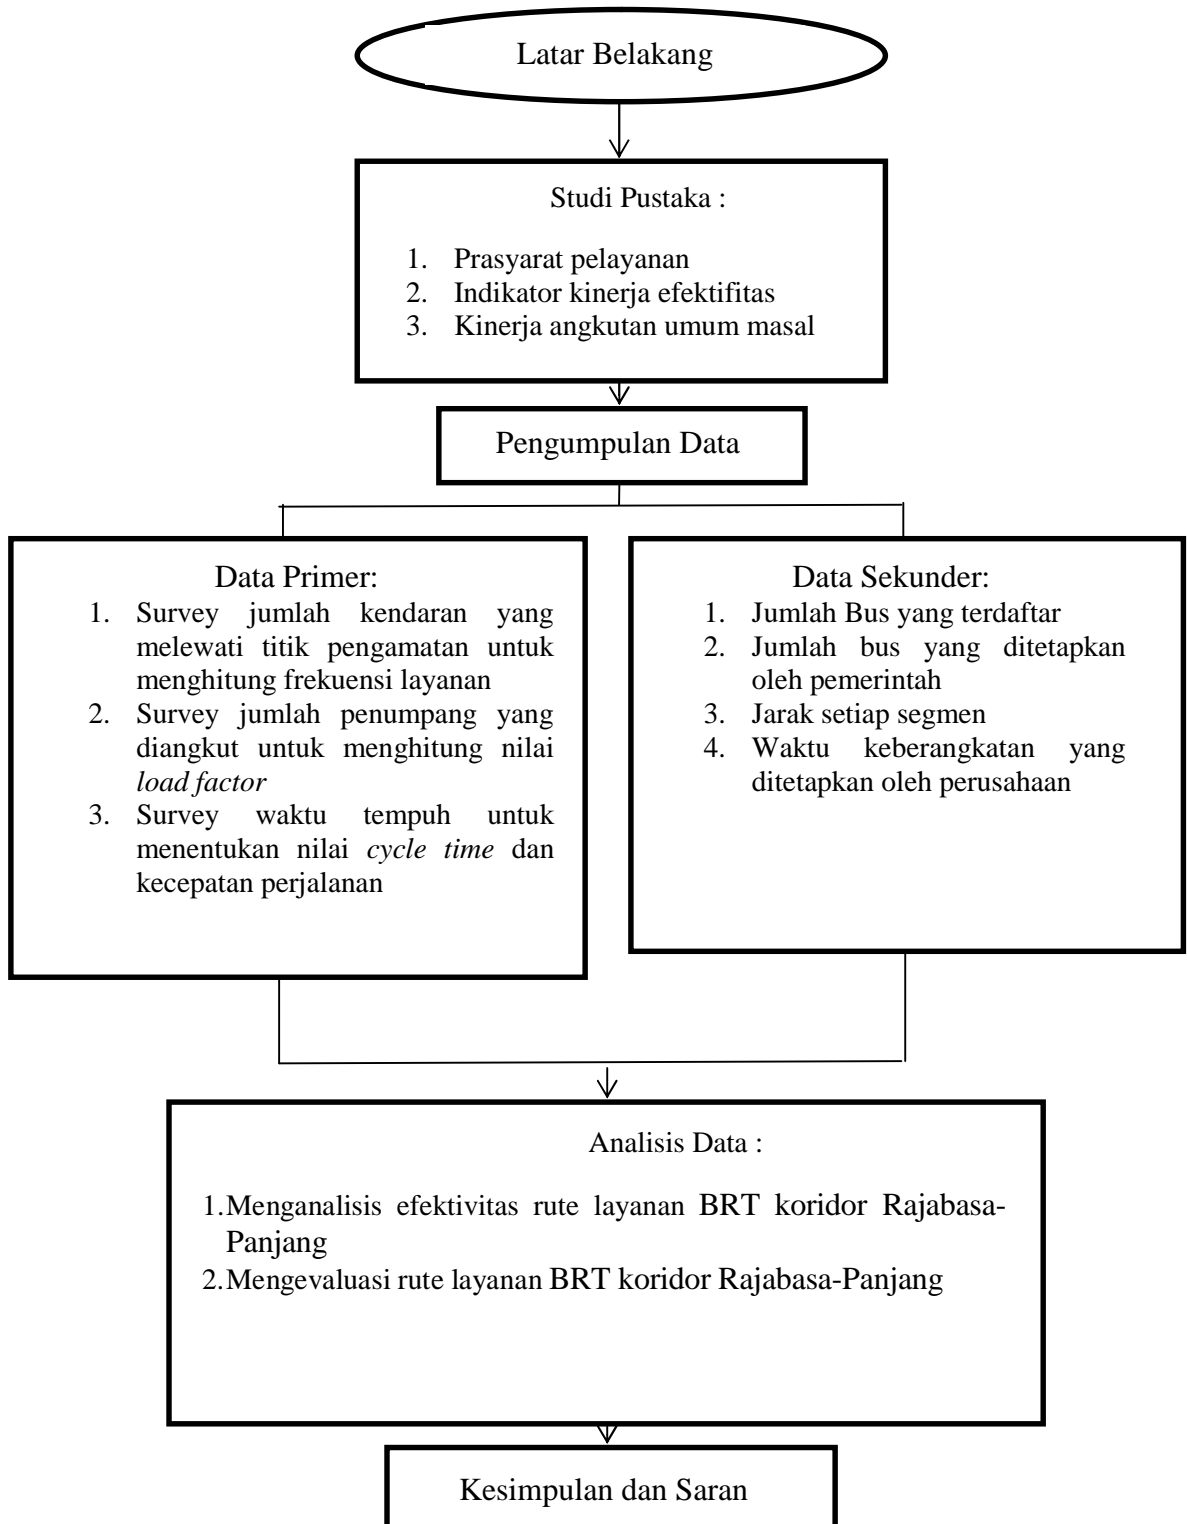 Latar Belakang
Studi Pustaka :
1. Prasyarat pelayanan
2. Indikator kinerja efektifitas
3. Kinerja angkutan umum masal
Pengumpulan Data
Data Primer:
1. Survey jumlah kendaran yang
melewati titik pengamatan untuk
menghitung frekuensi layanan
2. Survey jumlah penumpang yang
diangkut untuk menghitung nilai
load factor
3. Survey waktu tempuh untuk
menentukan nilai cycle time dan
kecepatan perjalanan
Data Sekunder:
1. Jumlah Bus yang terdaftar
2. Jumlah bus yang ditetapkan
oleh pemerintah
3. Jarak setiap segmen
4. Waktu keberangkatan yang
ditetapkan oleh perusahaan
Analisis Data :
1. Menganalisis efektivitas rute layanan BRT koridor Rajabasa-
Panjang
2. Mengevaluasi rute layanan BRT koridor Rajabasa-Panjang
Kesimpulan dan Saran